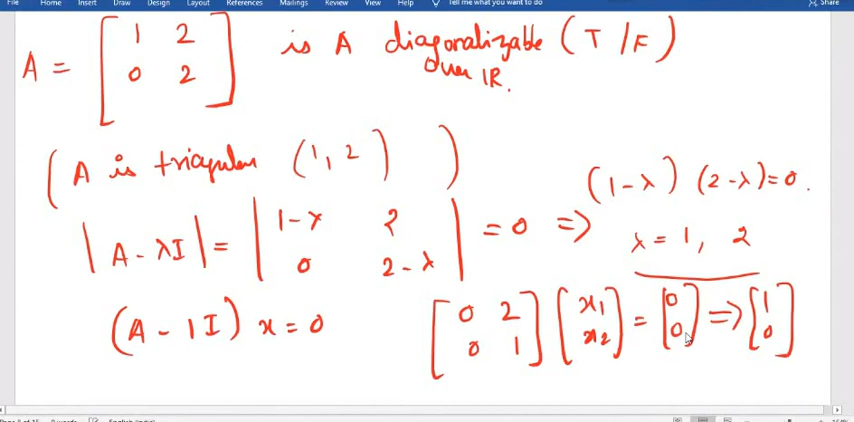 File Home Insert Draw Design Layout References Mailings Review View Help Tell me what you want to do Share
A = [ 1 2 ; 0 2 ] is A diagonalizable (T/F)
Over IR.
( A is triangular (1, 2) )
|A - λI| = | 1-λ 2 ; 0 2-λ | = 0 => (1-λ) (2-λ)=0.
λ = 1, 2
(A - 1I) x = 0 [ 0 2 ; 0 1 ] [ x1 ; x2 ] = [ 0 ; 0 ] => [ 1 ; 0 ]
English (India)